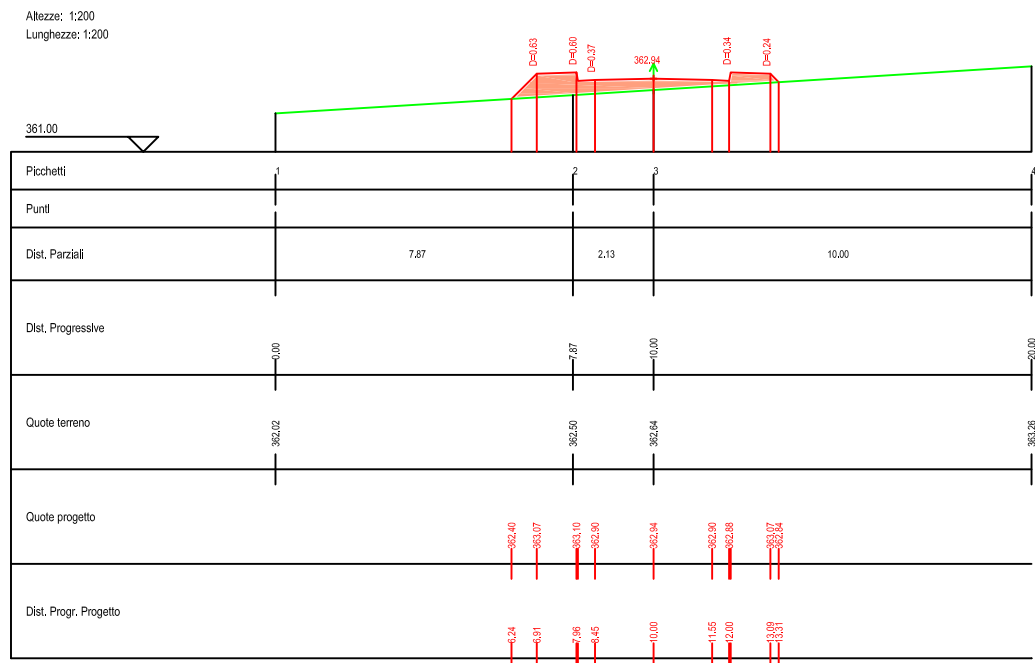 Altezze: 1:200
Lunghezze: 1:200
D=0.63
D=0.60
D=0.37
362.94
D=0.34
D=0.24
361.00
Picchetti
1
2
3
4
Punti
Dist. Parziali
7.87
2.13
10.00
Dist. Progressive
0.00
7.87
10.00
20.00
Quote terreno
362.02
362.50
362.64
363.26
Quote progetto
362.40
363.07
363.10
362.90
362.94
362.90
362.88
363.07
362.84
Dist. Progr. Progetto
6.24
6.91
7.96
8.45
10.00
11.55
12.00
13.09
13.31